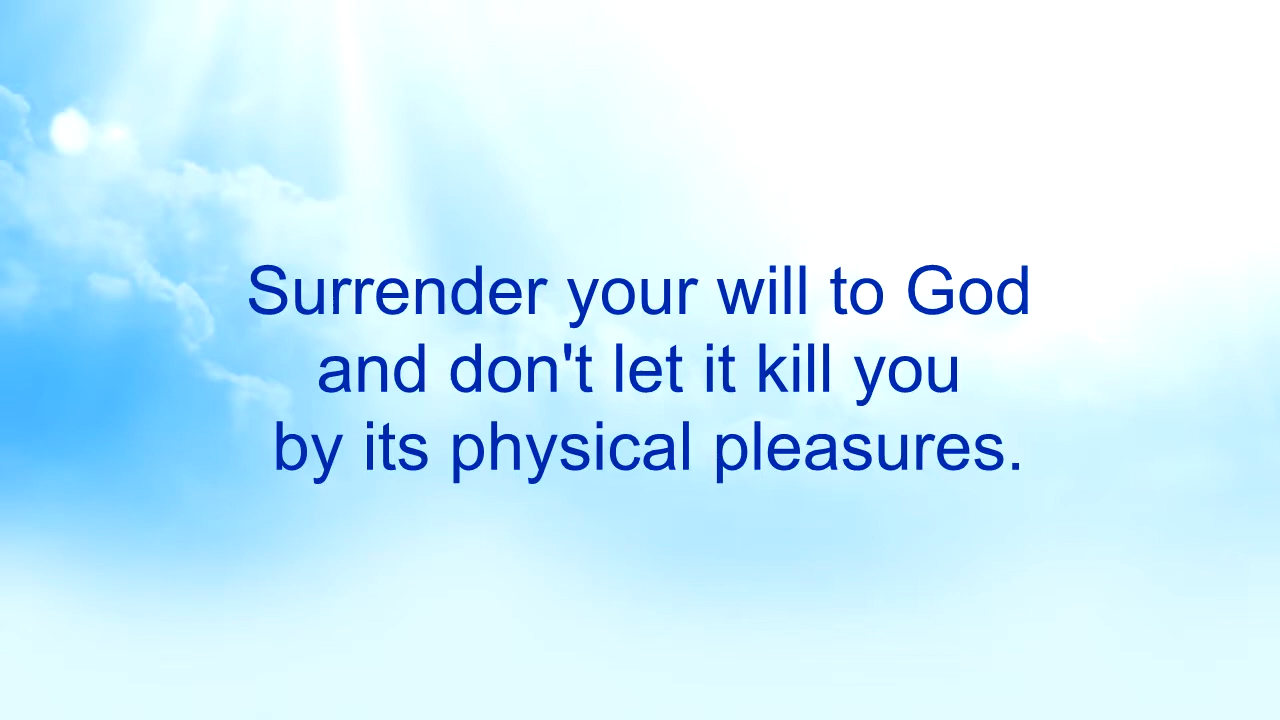 Surrender your will to God
and don't let it kill you
by its physical pleasures.